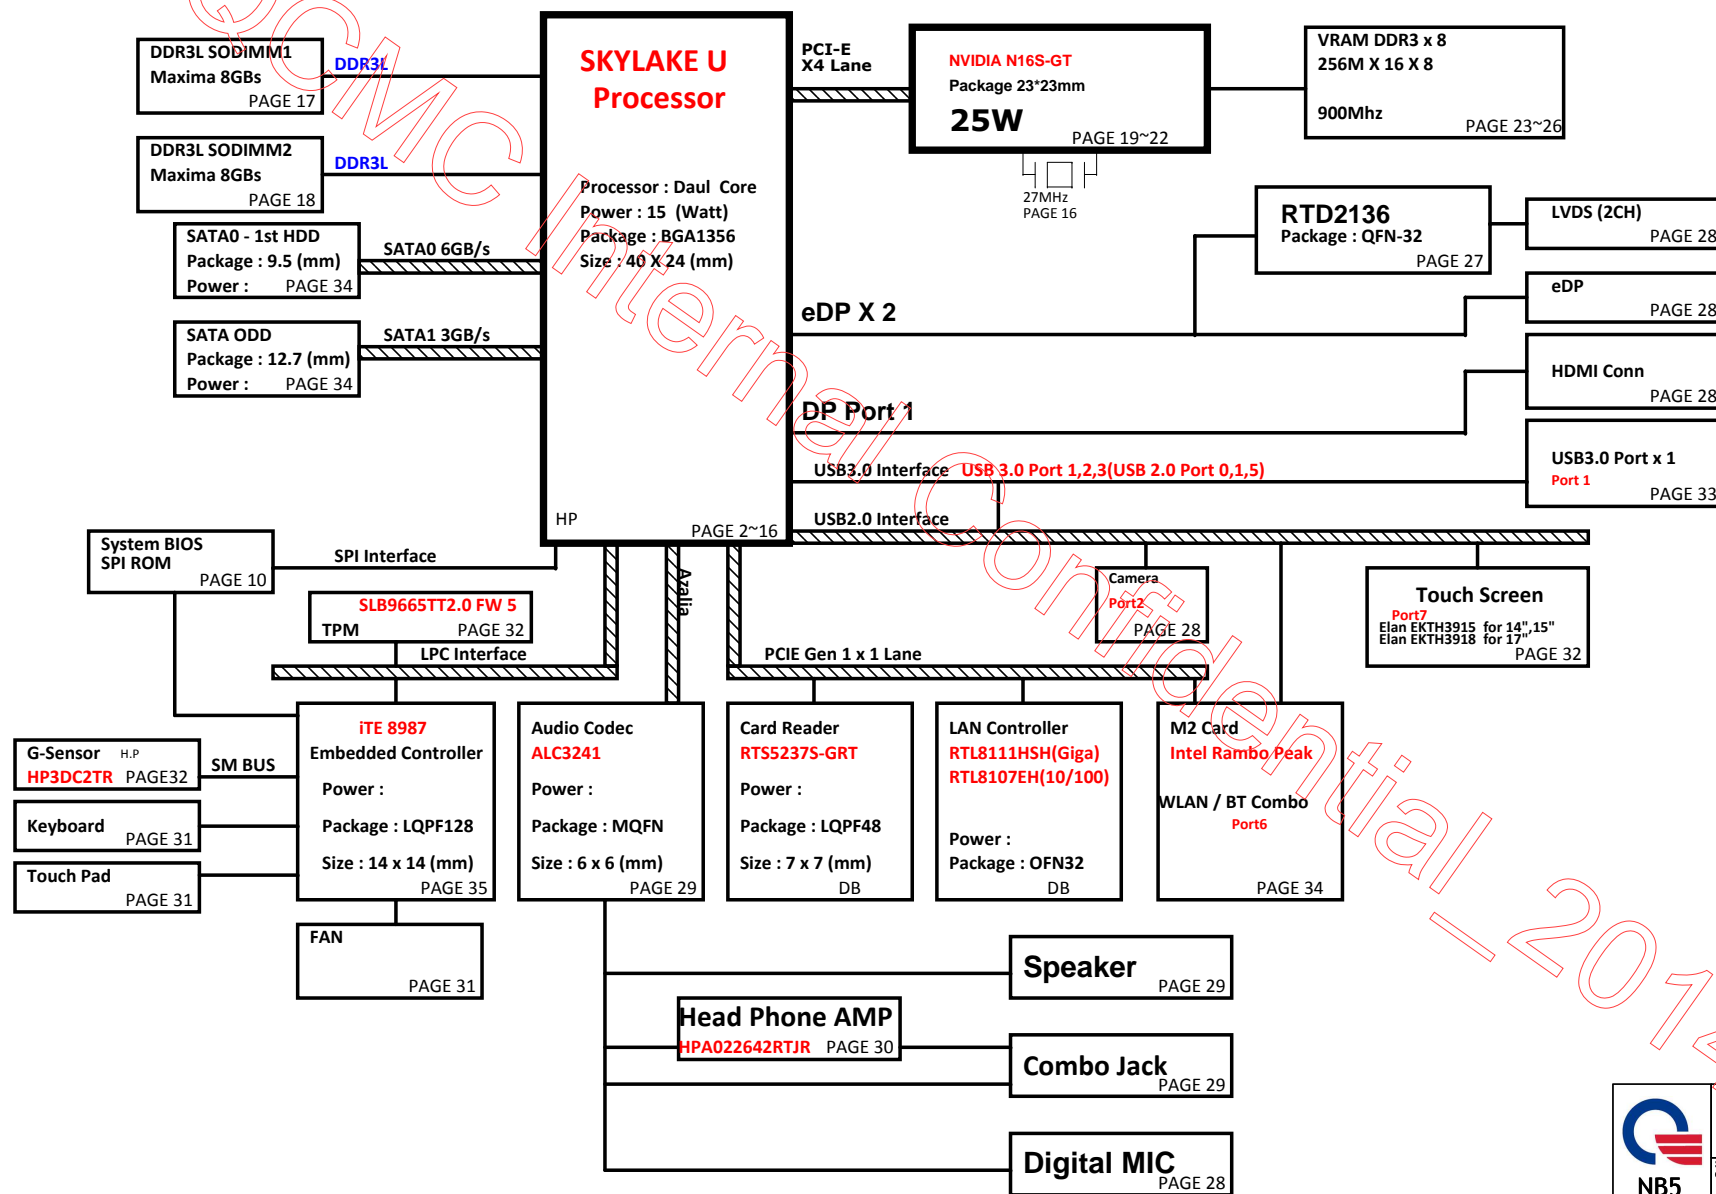 DDR3L SODIMM1
Maxima 8GBs
PAGE 17
DDR3L
DDR3L SODIMM2
Maxima 8GBs
PAGE 18
DDR3L
SATA0 - 1st HDD
Package : 9.5 (mm)
Power : PAGE 34
SATA0 6GB/s
SATA ODD
Package : 12.7 (mm)
Power : PAGE 34
SATA1 3GB/s
SKYLAKE U
Processor
Processor : Daul Core
Power : 15 (Watt)
Package : BGA1356
Size : 40 X 24 (mm)
HP
PAGE 2~16
PCI-E
X4 Lane
NVIDIA N16S-GT
Package 23*23mm
25W
PAGE 19~22
27MHz
PAGE 16
VRAM DDR3 x 8
256M X 16 X 8
900Mhz
PAGE 23~26
RTD2136
Package : QFN-32
PAGE 27
LVDS (2CH)
PAGE 28
eDP
PAGE 28
eDP X 2
HDMI Conn
PAGE 28
DP Port 1
USB3.0 Interface USB 3.0 Port 1,2,3(USB 2.0 Port 0,1,5)
USB3.0 Port x 1
Port 1
PAGE 33
USB2.0 Interface
System BIOS
SPI ROM
PAGE 10
SPI Interface
SLB9665TT2.0 FW 5
TPM PAGE 32
LPC Interface
Azalia
PCIE Gen 1 x 1 Lane
Camera
Port2
PAGE 28
Touch Screen
Port7
Elan EKTH3915 for 14",15"
Elan EKTH3918 for 17"
PAGE 32
G-Sensor H.P
HP3DC2TR PAGE32
SM BUS
Keyboard
PAGE 31
Touch Pad
PAGE 31
iTE 8987
Embedded Controller
Power :
Package : LQPF128
Size : 14 x 14 (mm)
PAGE 35
FAN
PAGE 31
Audio Codec
ALC3241
Power :
Package : MQFN
Size : 6 x 6 (mm)
PAGE 29
Card Reader
RTS5237S-GRT
Power :
Package : LQPF48
Size : 7 x 7 (mm)
DB
LAN Controller
RTL8111HSH(Giga)
RTL8107EH(10/100)
Power :
Package : OFN32
DB
M2 Card
Intel Rambo Peak
WLAN / BT Combo
Port6
PAGE 34
Speaker
PAGE 29
Head Phone AMP
HPA022642RTJR PAGE 30
Combo Jack
PAGE 29
Digital MIC
PAGE 28
NB5
QCMC Internal Confidential_2014